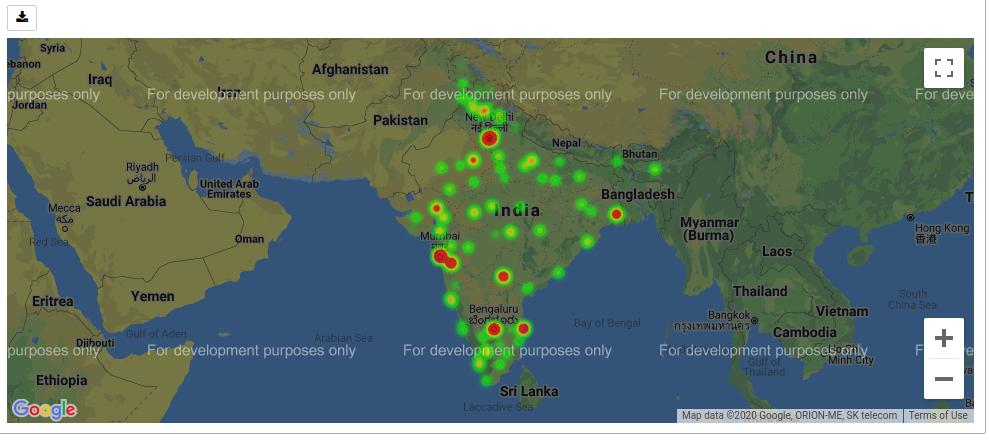 Syria
China
Afghanistan
Iraq
Iran
For development purposes only
For development purposes only
For development purposes only
purposes only
For deve
Jordan
Pakistan
New Delhi
नई दिल्ली
Nepal
Bhutan
Persian Gulf
Riyadh
الرياض
United Arab
Emirates
Saudi Arabia
Bangladesh
Mecca
مكة
India
Myanmar
(Burma)
Hong Kong
香港
Red Sea
Oman
Mumbai
Laos
Yemen
Thailand
South
China Sea
Eritrea
Bengaluru
ಬೆಂಗಳೂರು
Vietnam
Bangkok
กรุงเทพมหานคร
Bay of Bengal
Gulf of Aden
Arabian Sea
Cambodia
Djibouti
purposes only
For development purposes only
For development purposes only
For development purposes only
For deve
Minh City
Gulf of
Thailand
Ethiopia
Sri Lanka
Laccadive Sea
Google
Map data ©2020 Google, ORION-ME, SK telecom
Terms of Use